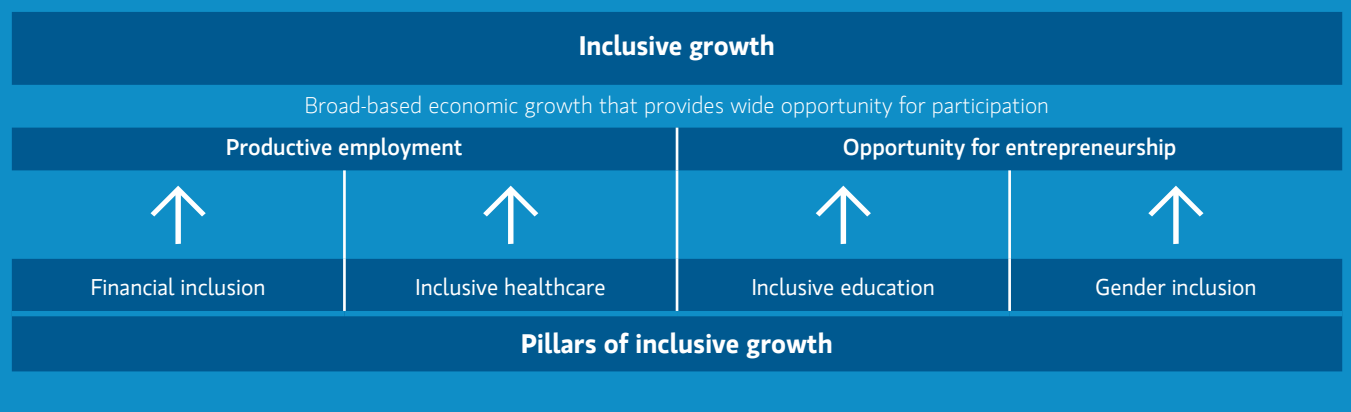 Inclusive growth
Broad-based economic growth that provides wide opportunity for participation
Productive employment
Opportunity for entrepreneurship
Financial inclusion
Inclusive healthcare
Inclusive education
Gender inclusion
Pillars of inclusive growth